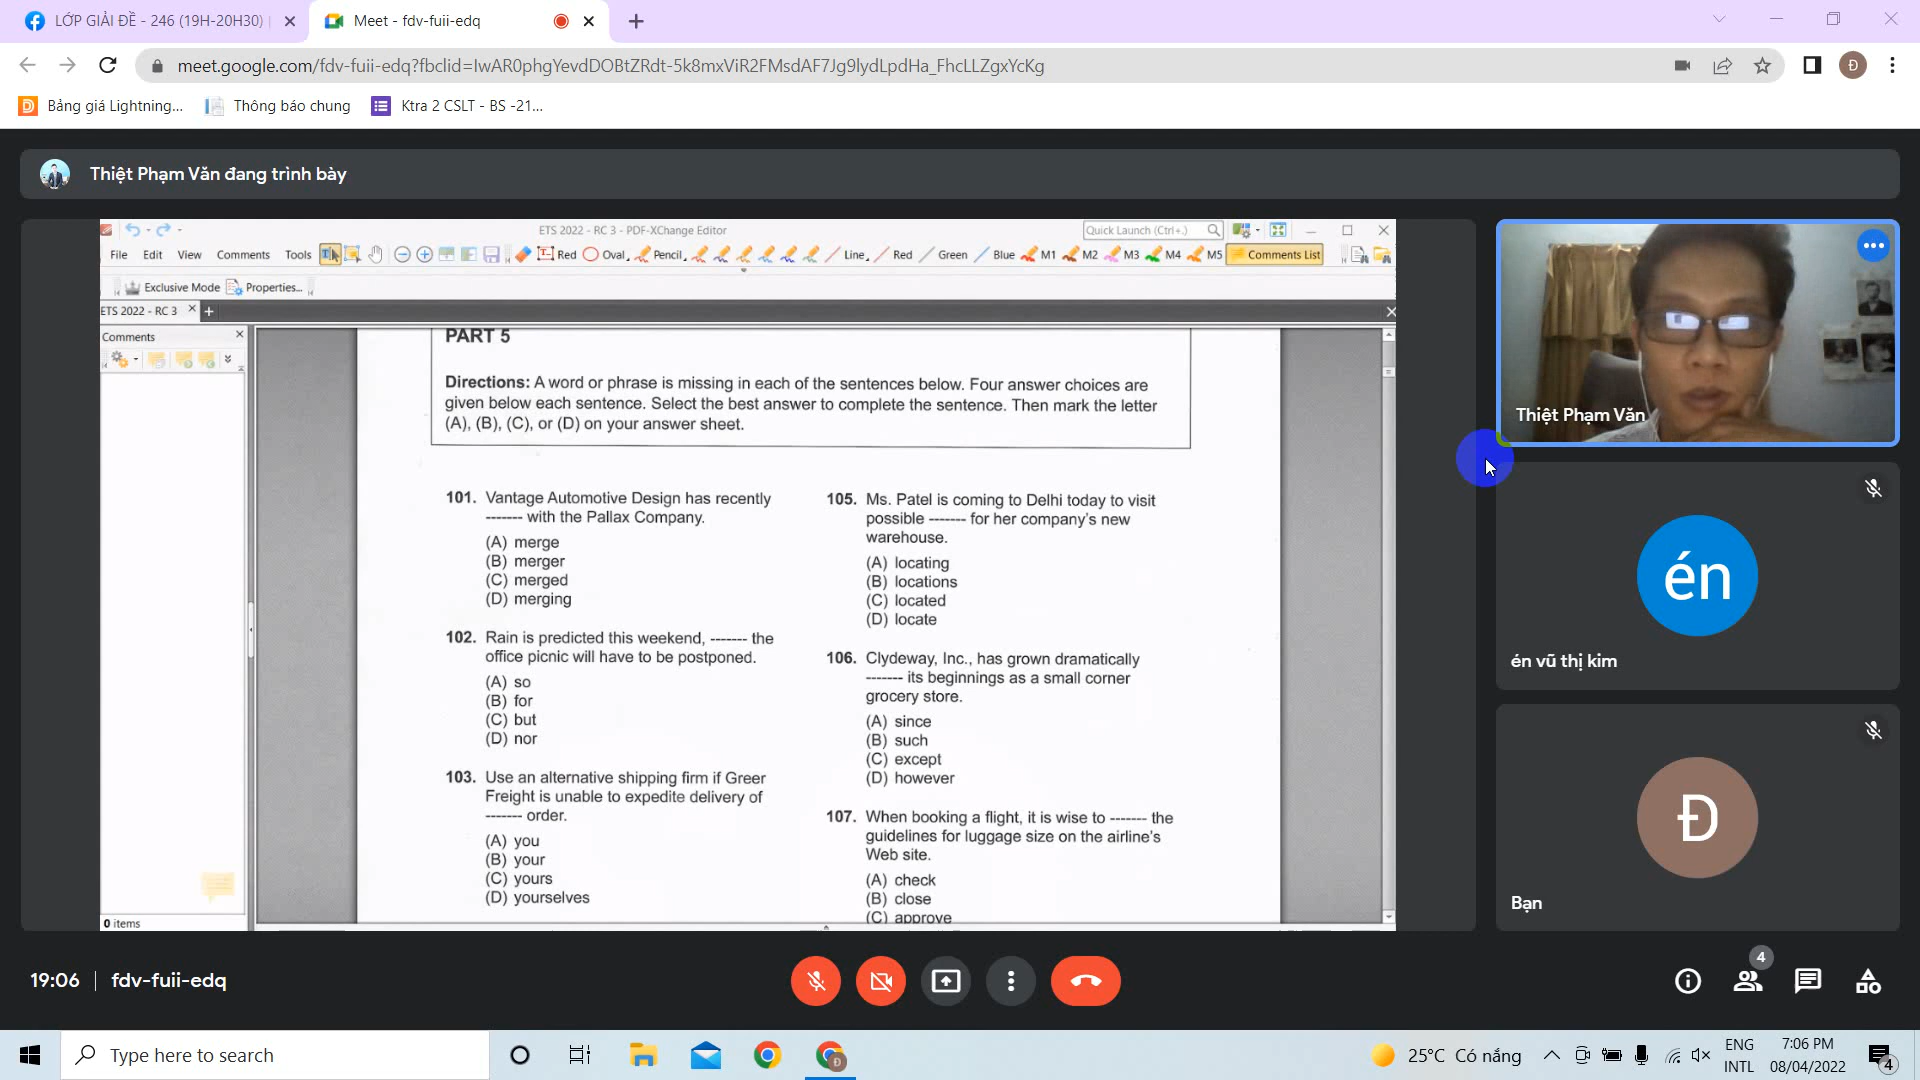 LỚP GIẢI ĐỀ - 246 (19H-20H30)
Meet - fdv-fuii-edq
meet.google.com/fdv-fuii-edq?fbclid=IwAR0phgYevdDOBtZRdt-5k8mxViR2FMsdAF7Jg9lydLpdHa_FhcLLZgxYcKg
Đ
Bảng giá Lightning...
Thông báo chung
Ktra 2 CSLT - BS -21...
Thiệt Phạm Văn đang trình bày
ETS 2022 - RC 3 - PDF-XChange Editor
Quick Launch (Ctrl+.)
File Edit View Comments Tools
Red Oval Pencil Line Red Green Blue M1 M2 M3 M4 M5 Comments List
Exclusive Mode Properties...
ETS 2022 - RC 3
Comments
0 items
PART 5
Directions: A word or phrase is missing in each of the sentences below. Four answer choices are
given below each sentence. Select the best answer to complete the sentence. Then mark the letter
(A), (B), (C), or (D) on your answer sheet.
101. Vantage Automotive Design has recently
------- with the Pallax Company.
(A) merge
(B) merger
(C) merged
(D) merging
102. Rain is predicted this weekend, ------- the
office picnic will have to be postponed.
(A) so
(B) for
(C) but
(D) nor
103. Use an alternative shipping firm if Greer
Freight is unable to expedite delivery of
------- order.
(A) you
(B) your
(C) yours
(D) yourselves
105. Ms. Patel is coming to Delhi today to visit
possible ------- for her company's new
warehouse.
(A) locating
(B) locations
(C) located
(D) locate
106. Clydeway, Inc., has grown dramatically
------- its beginnings as a small corner
grocery store.
(A) since
(B) such
(C) except
(D) however
107. When booking a flight, it is wise to ------- the
guidelines for luggage size on the airline's
Web site.
(A) check
(B) close
(C) approve
Thiệt Phạm Văn
én
én vũ thị kim
Đ
Bạn
19:06 | fdv-fuii-edq
4
Type here to search
Đ
25°C Có nắng
ENG
INTL
7:06 PM
08/04/2022
4